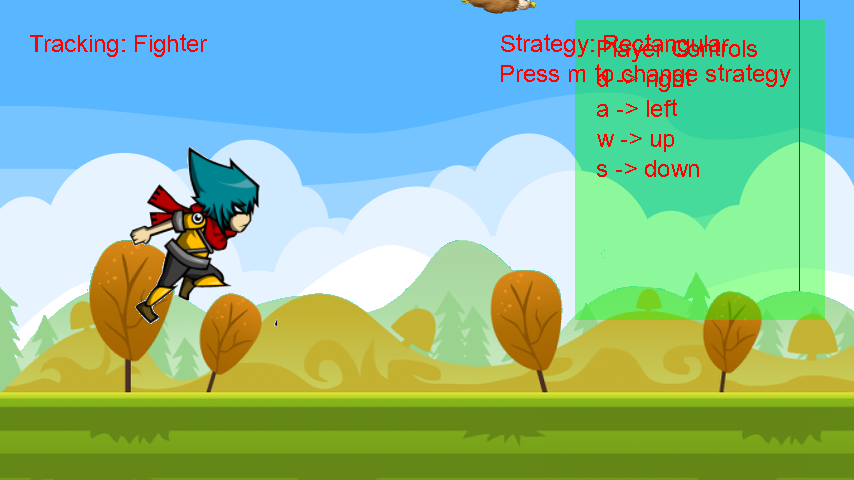 Tracking: Fighter
Strategy: Rectangular
Player Controls
Press m to change strategy
d -> right
a -> left
w -> up
s -> down